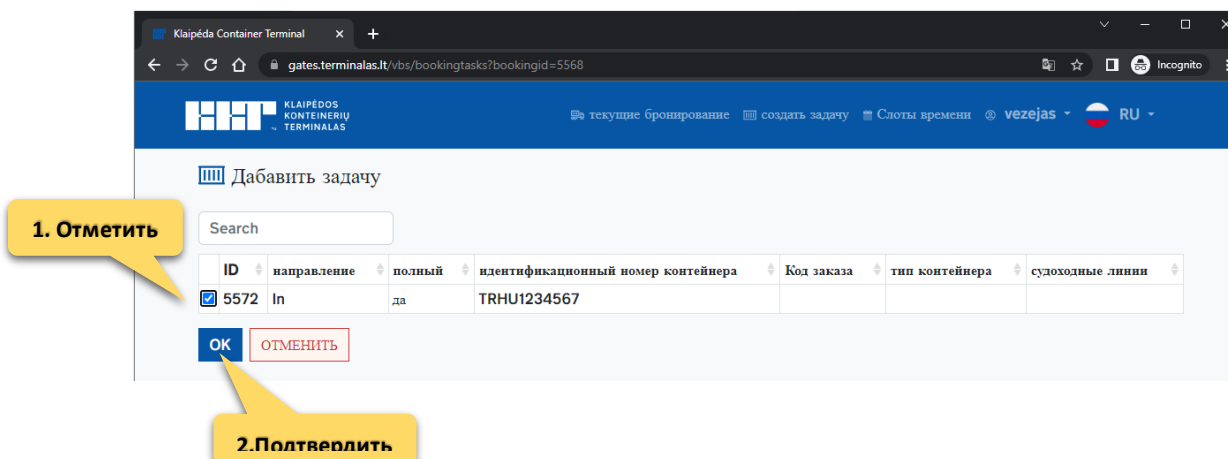 Klaipéda Container Terminal
gates.terminalas.lt/vbs/bookingtasks?bookingid=5568
Incognito
KLAIPĖDOS
KONTEINERIŲ
TERMINALAS
текущие бронирование создать задачу Слоты времени vezejas RU
Дабавить задачу
1. Отметить
Search
ID направление полный идентификационный номер контейнера Код заказа тип контейнера судоходные линии
5572 In да TRHU1234567
OK ОТМЕНИТЬ
2.Подтвердить